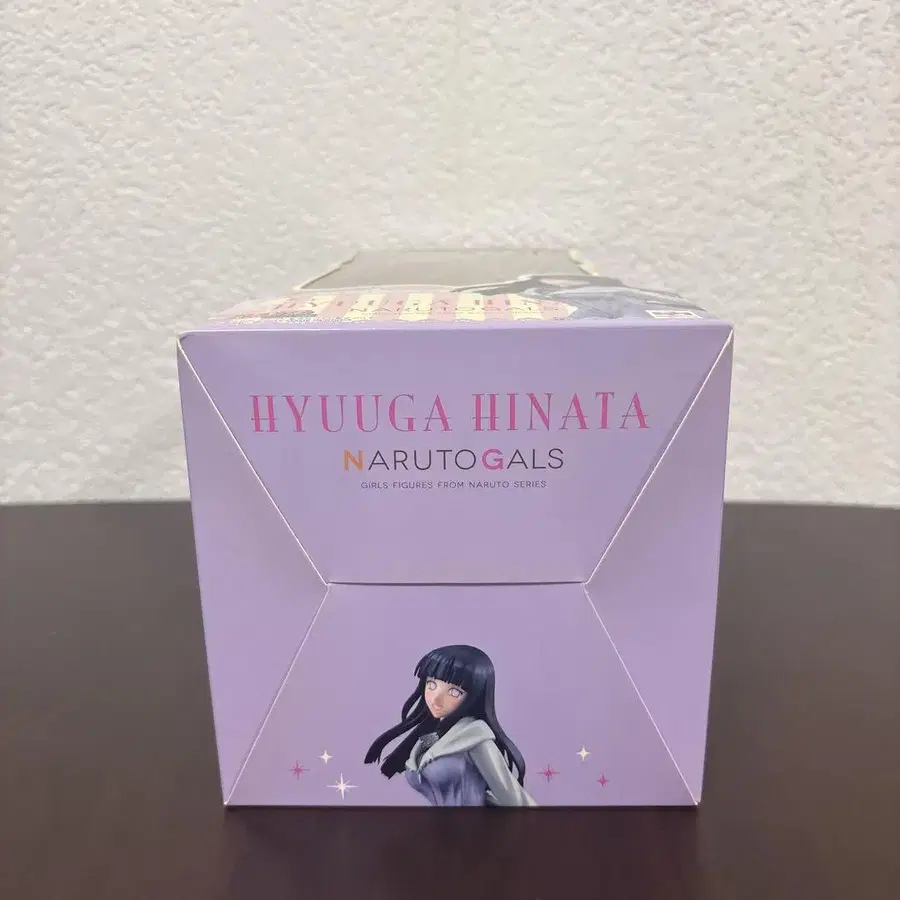 HYUUGA HINATA
NARUTOGALS
GIRLS FIGURES FROM NARUTO SERIES